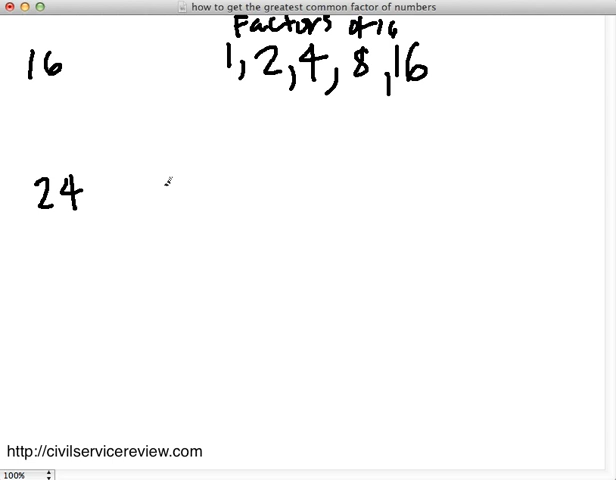 how to get the greatest common factor of numbers
Factors of 16
16 1, 2, 4, 8, 16
24
http://civilservicereview.com
100%